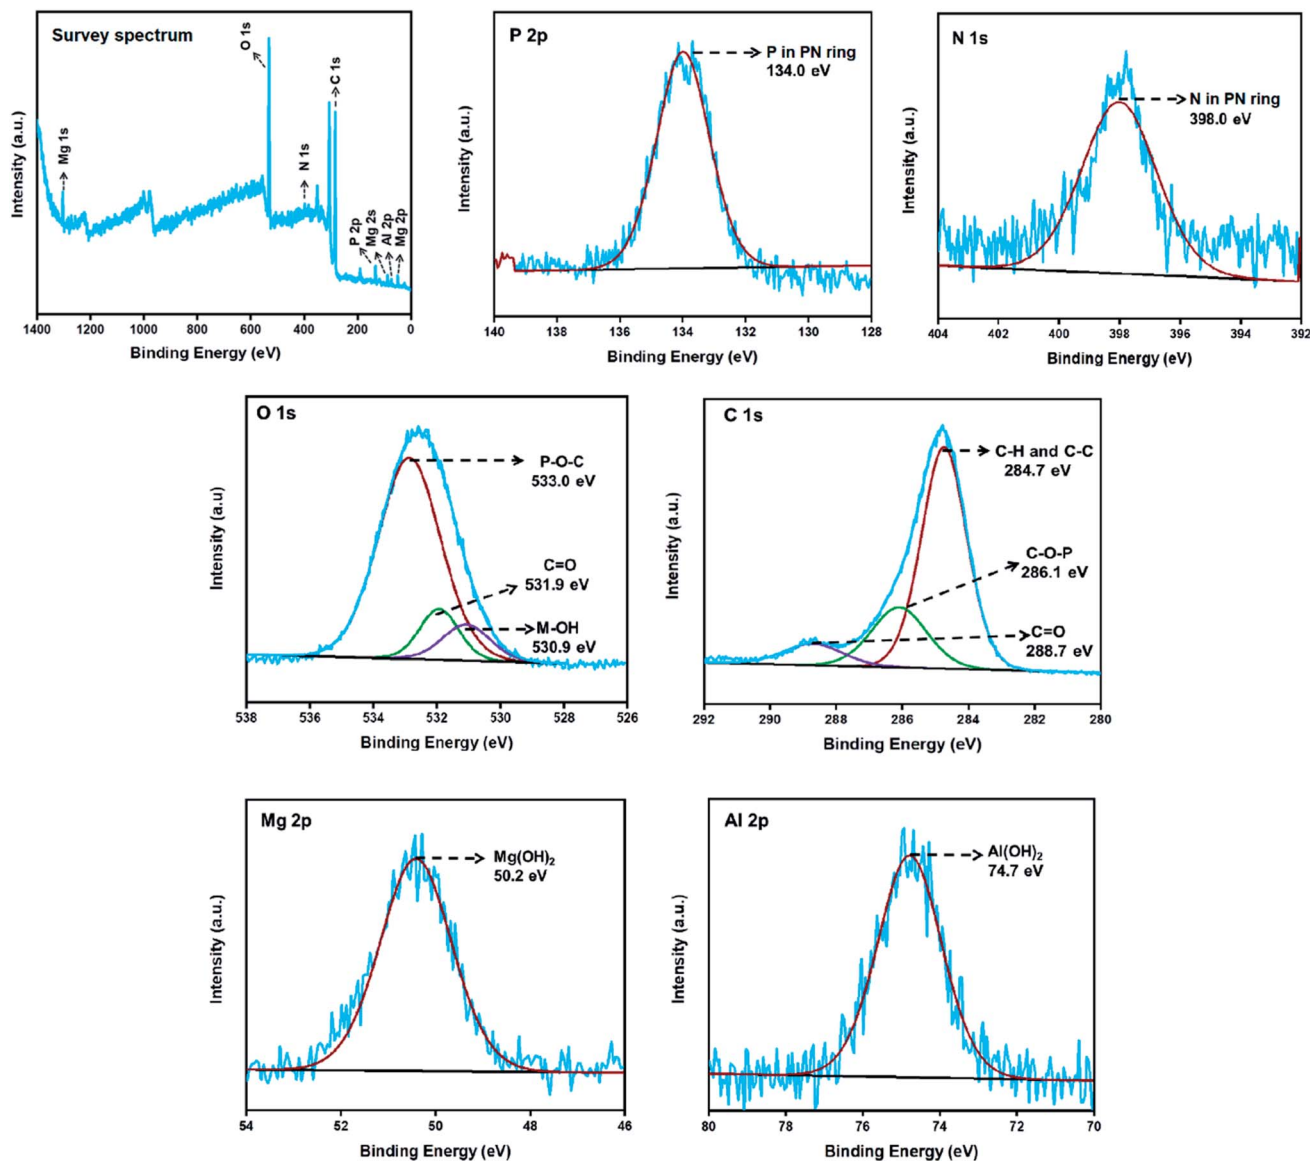 Survey spectrum
O 1s
C 1s
Mg 1s
N 1s
P 2p
Mg 2s
Al 2p
Mg 2p
Intensity (a.u.)
1400 1200 1000 800 600 400 200 0
Binding Energy (eV)
P 2p
P in PN ring
134.0 eV
Intensity (a.u.)
140 138 136 134 132 130 128
Binding Energy (eV)
N 1s
N in PN ring
398.0 eV
Intensity (a.u.)
404 402 400 398 396 394 392
Binding Energy (eV)
O 1s
P-O-C
533.0 eV
C=O
531.9 eV
M-OH
530.9 eV
Intensity (a.u)
538 536 534 532 530 528 526
Binding Energy (eV)
C 1s
C-H and C-C
284.7 eV
C-O-P
286.1 eV
C=O
288.7 eV
Intensity (a.u.)
292 290 288 286 284 282 280
Binding Energy (eV)
Mg 2p
Mg(OH)₂
50.2 eV
Intensity (a.u.)
54 52 50 48 46
Binding Energy (eV)
Al 2p
Al(OH)₂
74.7 eV
Intensity (a.u.)
80 78 76 74 72 70
Binding Energy (eV)